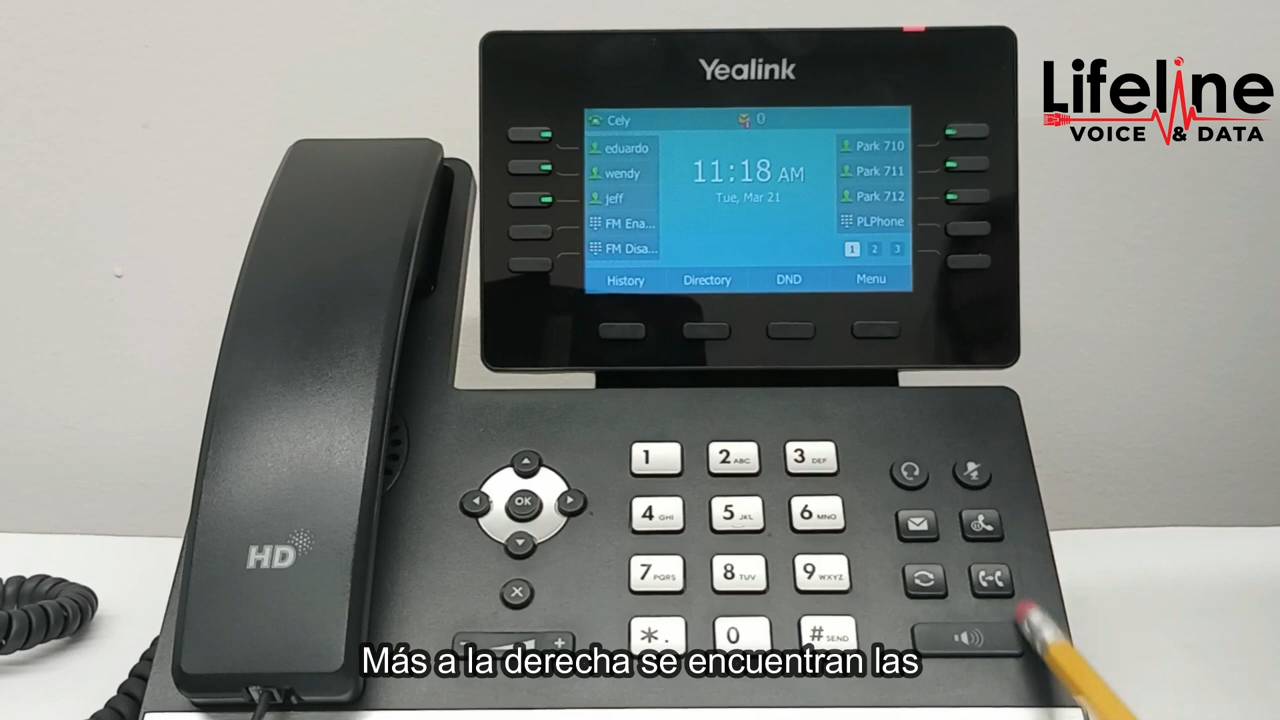 Yealink
Lifeline
VOICE & DATA
Cely 0
eduardo
wendy
jeff
FM Ena...
FM Disa...
11:18 AM
Tue, Mar 21
Park 710
Park 711
Park 712
PLPhone
1 2 3
History Directory DND Menu
OK
HD
1 2 ABC 3 DEF
4 GHI 5 JKL 6 MNO
7 PQRS 8 TUV 9 WXYZ
*. 0 # SEND
- +
Más a la derecha se encuentran las